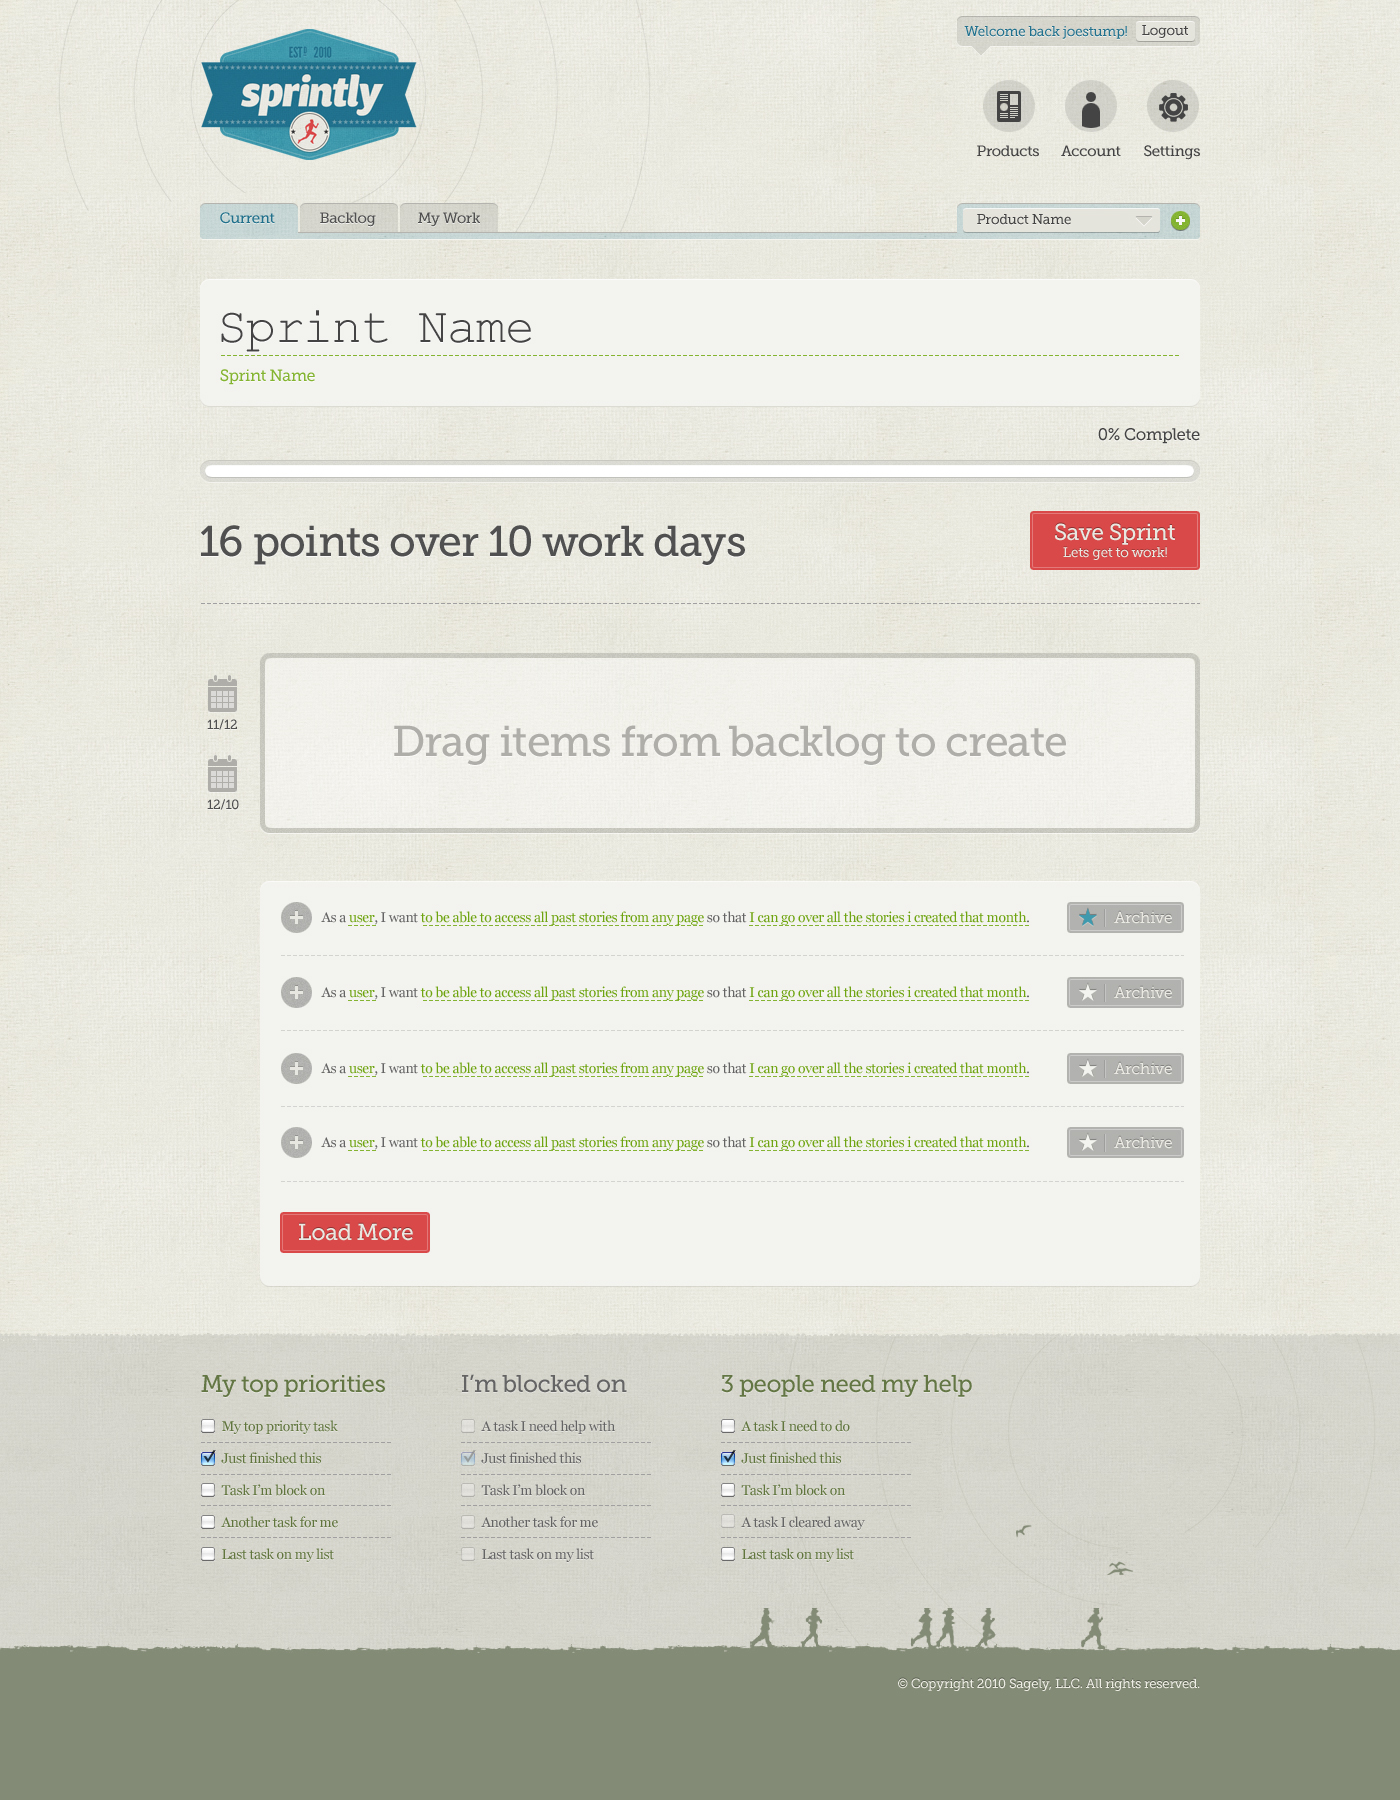 ESTD 2010
sprintly
Welcome back joestump!
Logout
Products
Account
Settings
Current
Backlog
My Work
Product Name
Sprint Name
Sprint Name
0% Complete
16 points over 10 work days
Save Sprint
Lets get to work!
11/12
12/10
Drag items from backlog to create
As a user, I want to be able to access all past stories from any page so that I can go over all the stories i created that month.
Archive
As a user, I want to be able to access all past stories from any page so that I can go over all the stories i created that month.
Archive
As a user, I want to be able to access all past stories from any page so that I can go over all the stories i created that month.
Archive
As a user, I want to be able to access all past stories from any page so that I can go over all the stories i created that month.
Archive
Load More
My top priorities
My top priority task
Just finished this
Task I'm block on
Another task for me
Last task on my list
I'm blocked on
A task I need help with
Just finished this
Task I'm block on
Another task for me
Last task on my list
3 people need my help
A task I need to do
Just finished this
Task I'm block on
A task I cleared away
Last task on my list
© Copyright 2010 Sagely, LLC. All rights reserved.